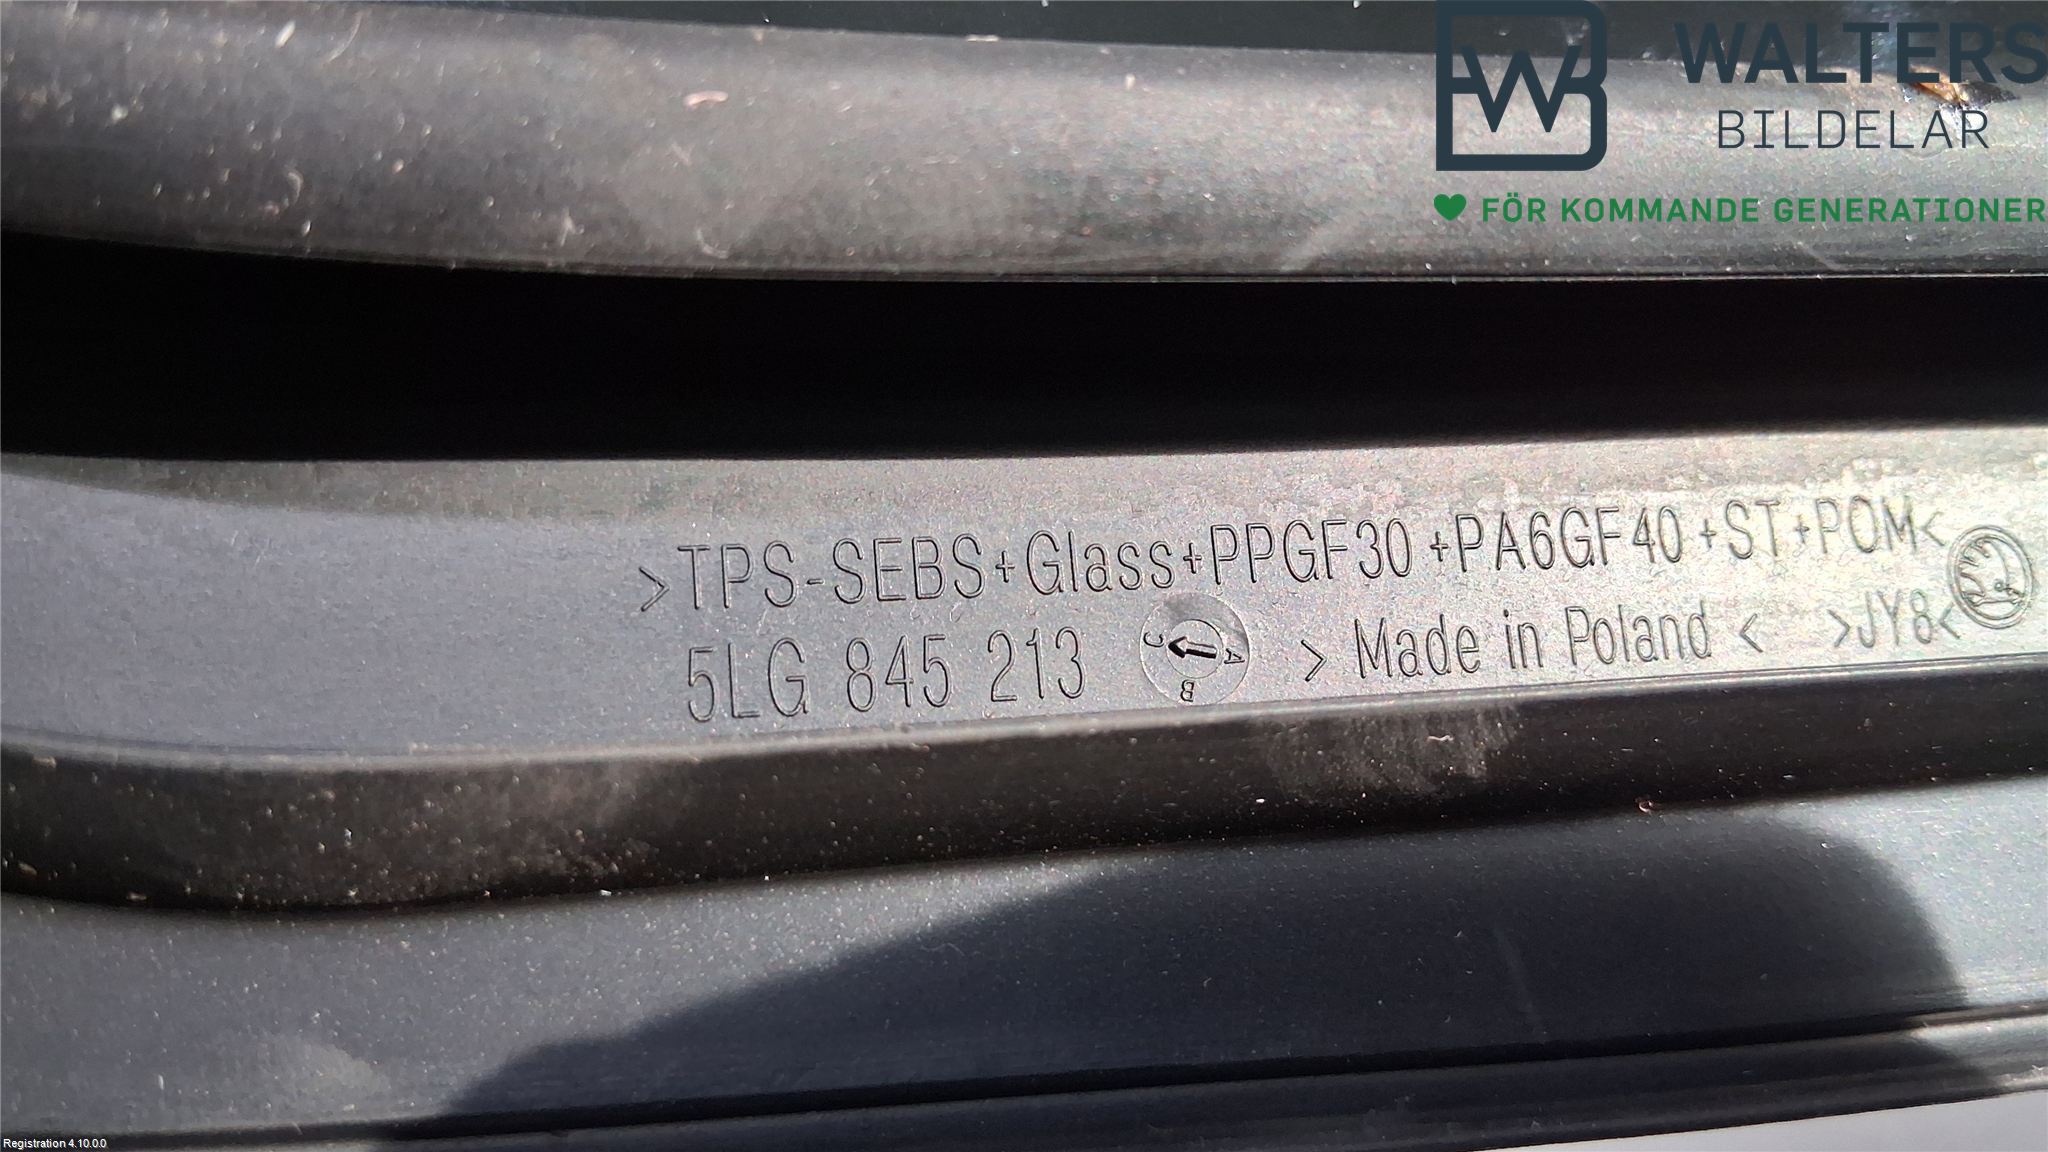 WALTERS
BILDELAR
FÖR KOMMANDE GENERATIONER
>TPS-SEBS+Glass+PPGF30+PA6GF40+ST+POM<
5LG 845 213 A B C >Made in Poland< >JY8<
Registration 4.10.0.0